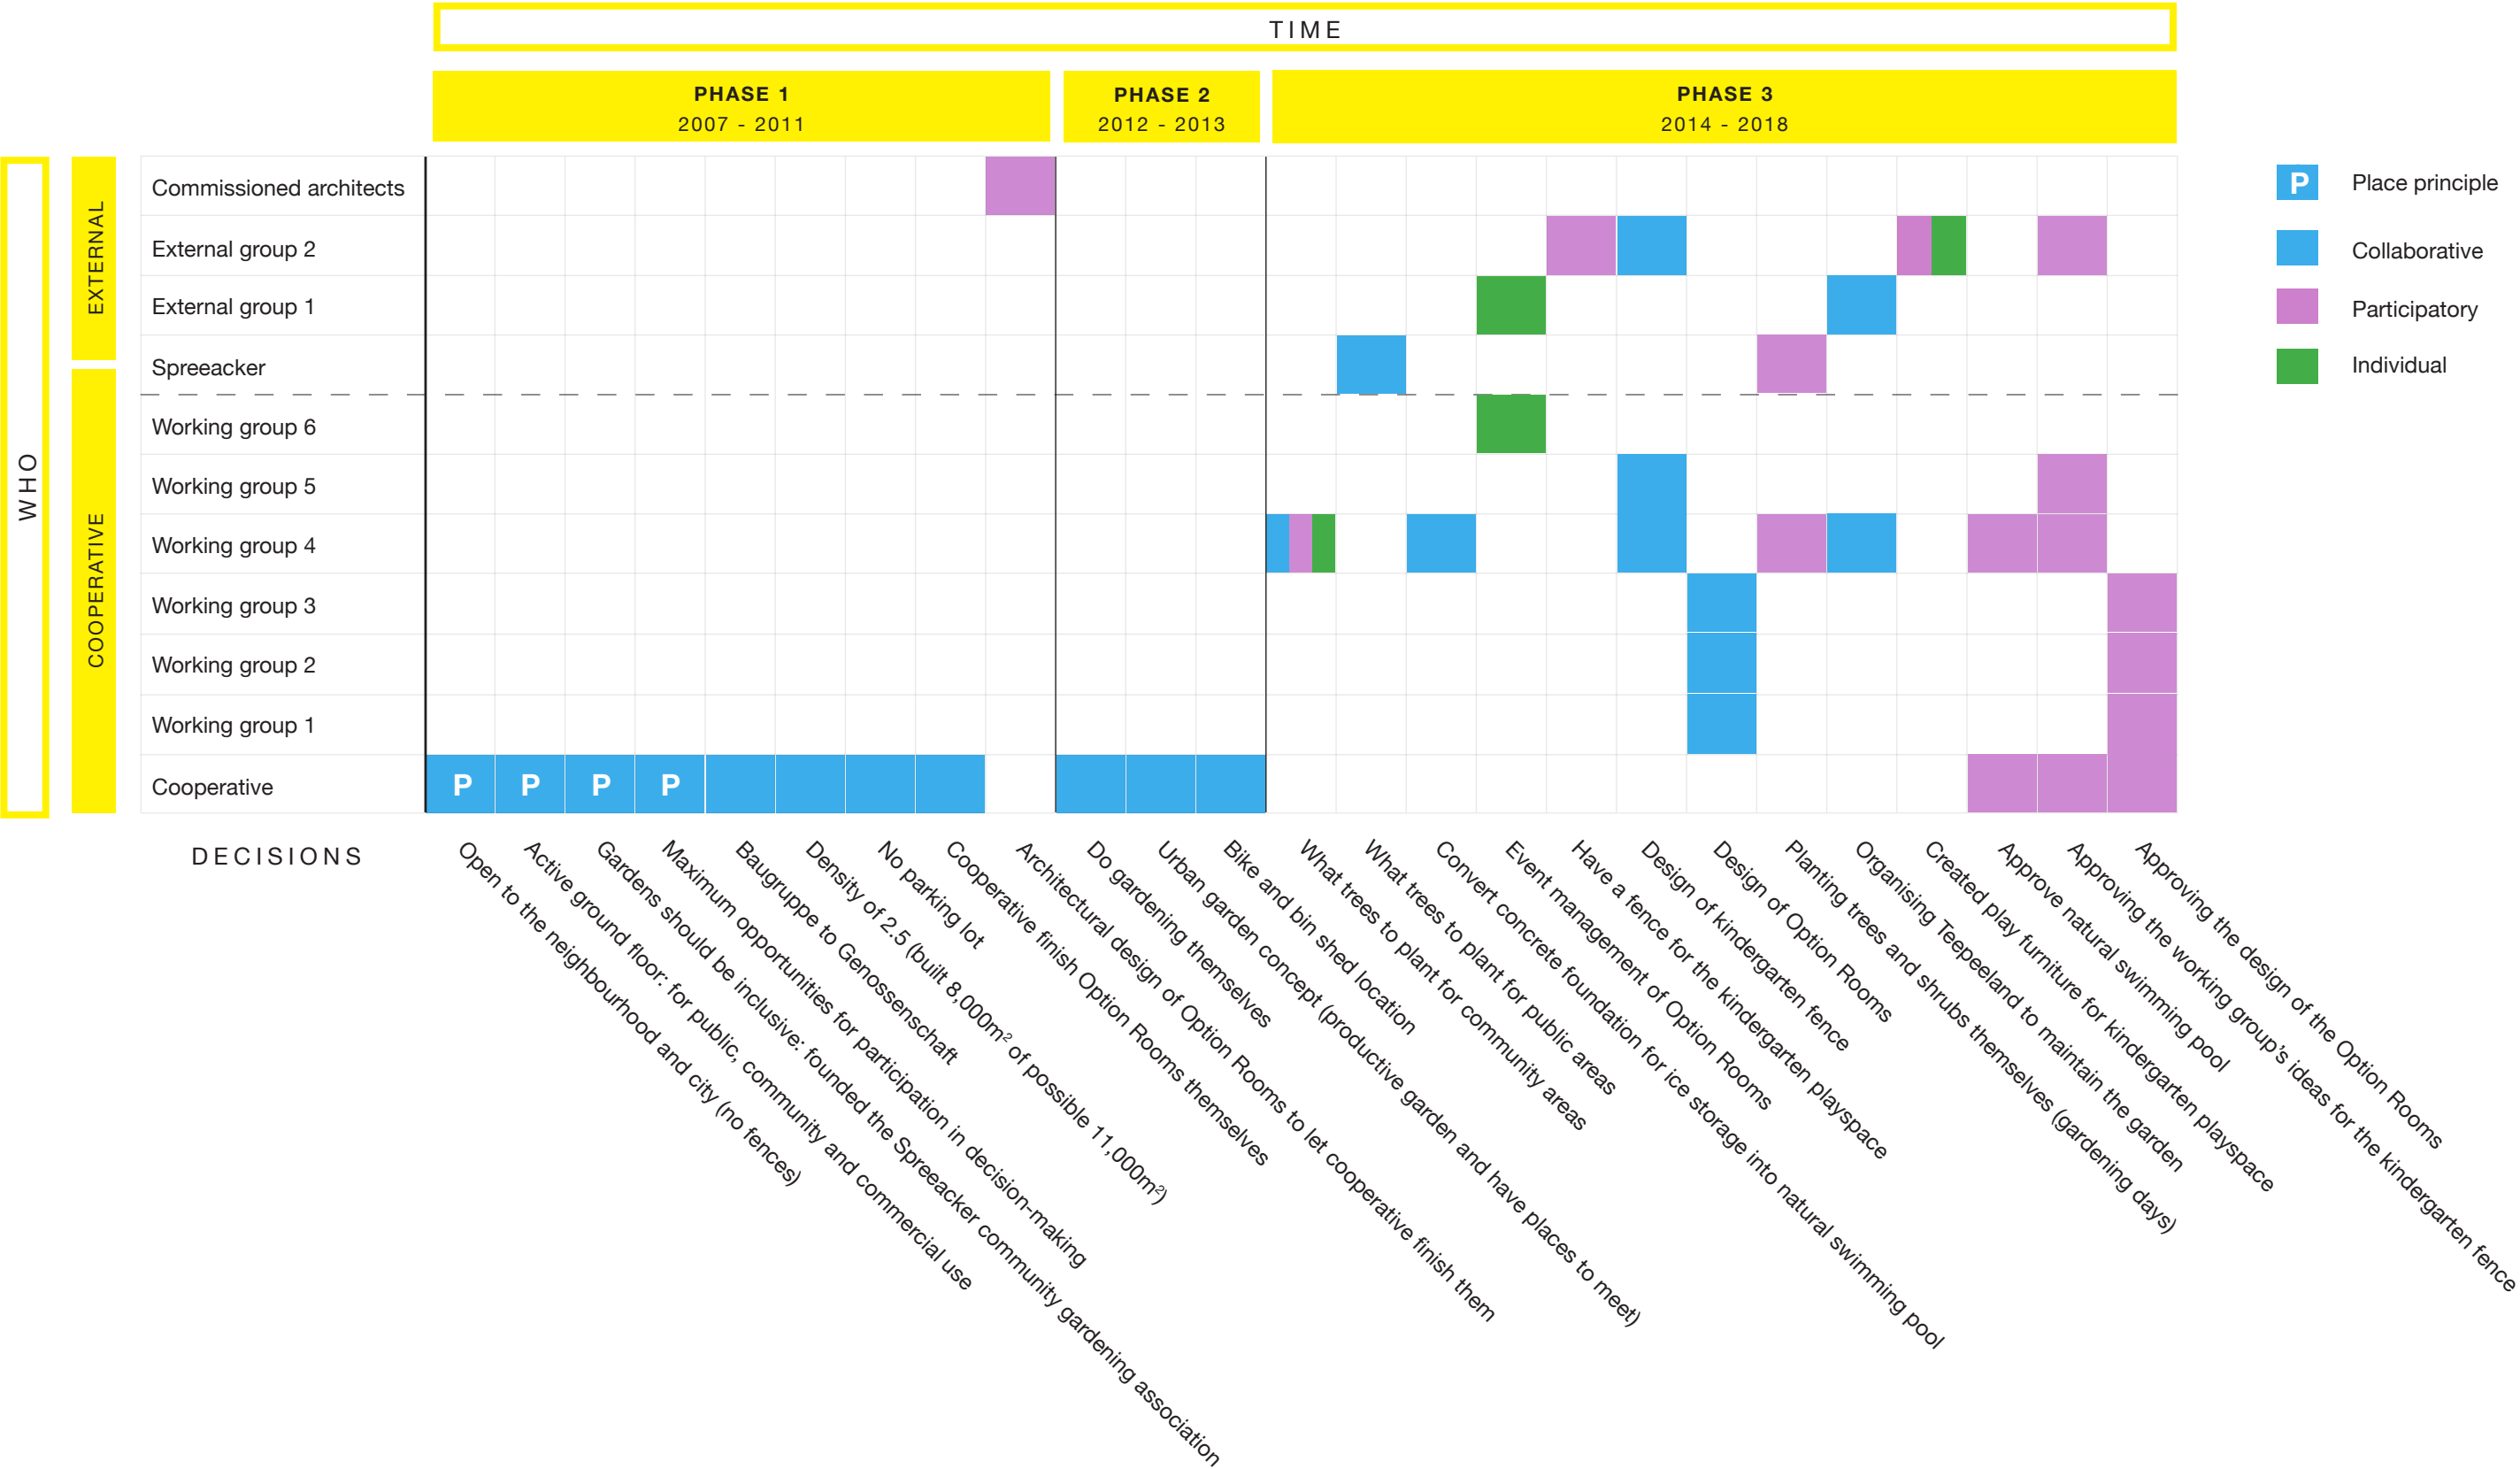 TIME
PHASE 1
2007 - 2011
PHASE 2
2012 - 2013
PHASE 3
2014 - 2018
WHO
EXTERNAL
COOPERATIVE
Commissioned architects
External group 2
External group 1
Spreeacker
Working group 6
Working group 5
Working group 4
Working group 3
Working group 2
Working group 1
Cooperative
P
P
P
P
P
Place principle
Collaborative
Participatory
Individual
DECISIONS
Open to the neighbourhood and city (no fences)
Active ground floor: for public, community and commercial use
Gardens should be inclusive: founded the Spreeacker community gardening association
Maximum opportunities for participation in decision-making
Baugruppe to Genossenschaft
Density of 2.5 (built 8,000m² of possible 11,000m²)
No parking lot
Cooperative finish Option Rooms themselves
Architectural design of Option Rooms to let cooperative finish them
Do gardening themselves
Urban garden concept (productive garden and have places to meet)
Bike and bin shed location
What trees to plant for community areas
What trees to plant for public areas
Convert concrete foundation for ice storage into natural swimming pool
Event management of Option Rooms
Have a fence for the kindergarten playspace
Design of kindergarten fence
Design of Option Rooms
Planting trees and shrubs themselves (gardening days)
Organising Teepeeland to maintain the garden
Created play furniture for kindergarten playspace
Approve natural swimming pool
Approving the working group's ideas for the kindergarten fence
Approving the design of the Option Rooms